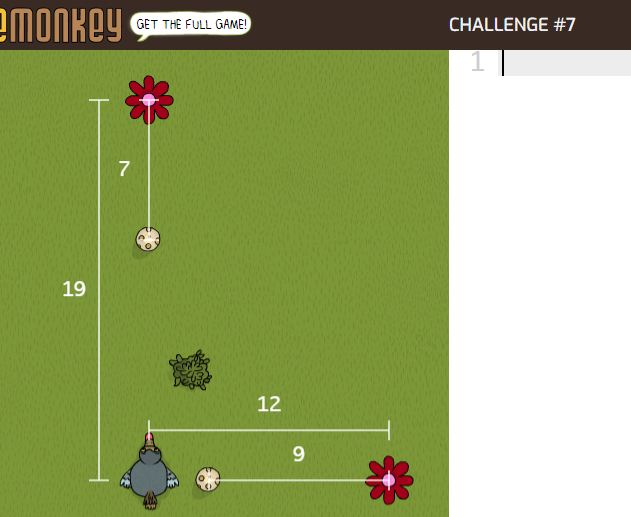 emonkey
GET THE FULL GAME!
CHALLENGE #7
1
7
19
12
9